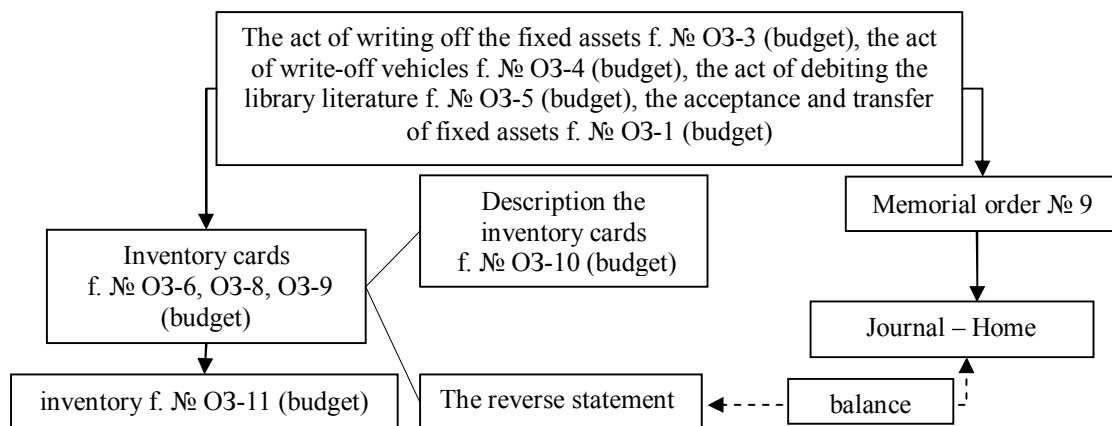 The act of writing off the fixed assets f. № ОЗ-3 (budget), the act
of write-off vehicles f. № ОЗ-4 (budget), the act of debiting the
library literature f. № ОЗ-5 (budget), the acceptance and transfer
of fixed assets f. № ОЗ-1 (budget)
Description the
inventory cards
f. № ОЗ-10 (budget)
Memorial order № 9
Inventory cards
f. № ОЗ-6, ОЗ-8, ОЗ-9
(budget)
Journal – Home
inventory f. № ОЗ-11 (budget)
The reverse statement
balance